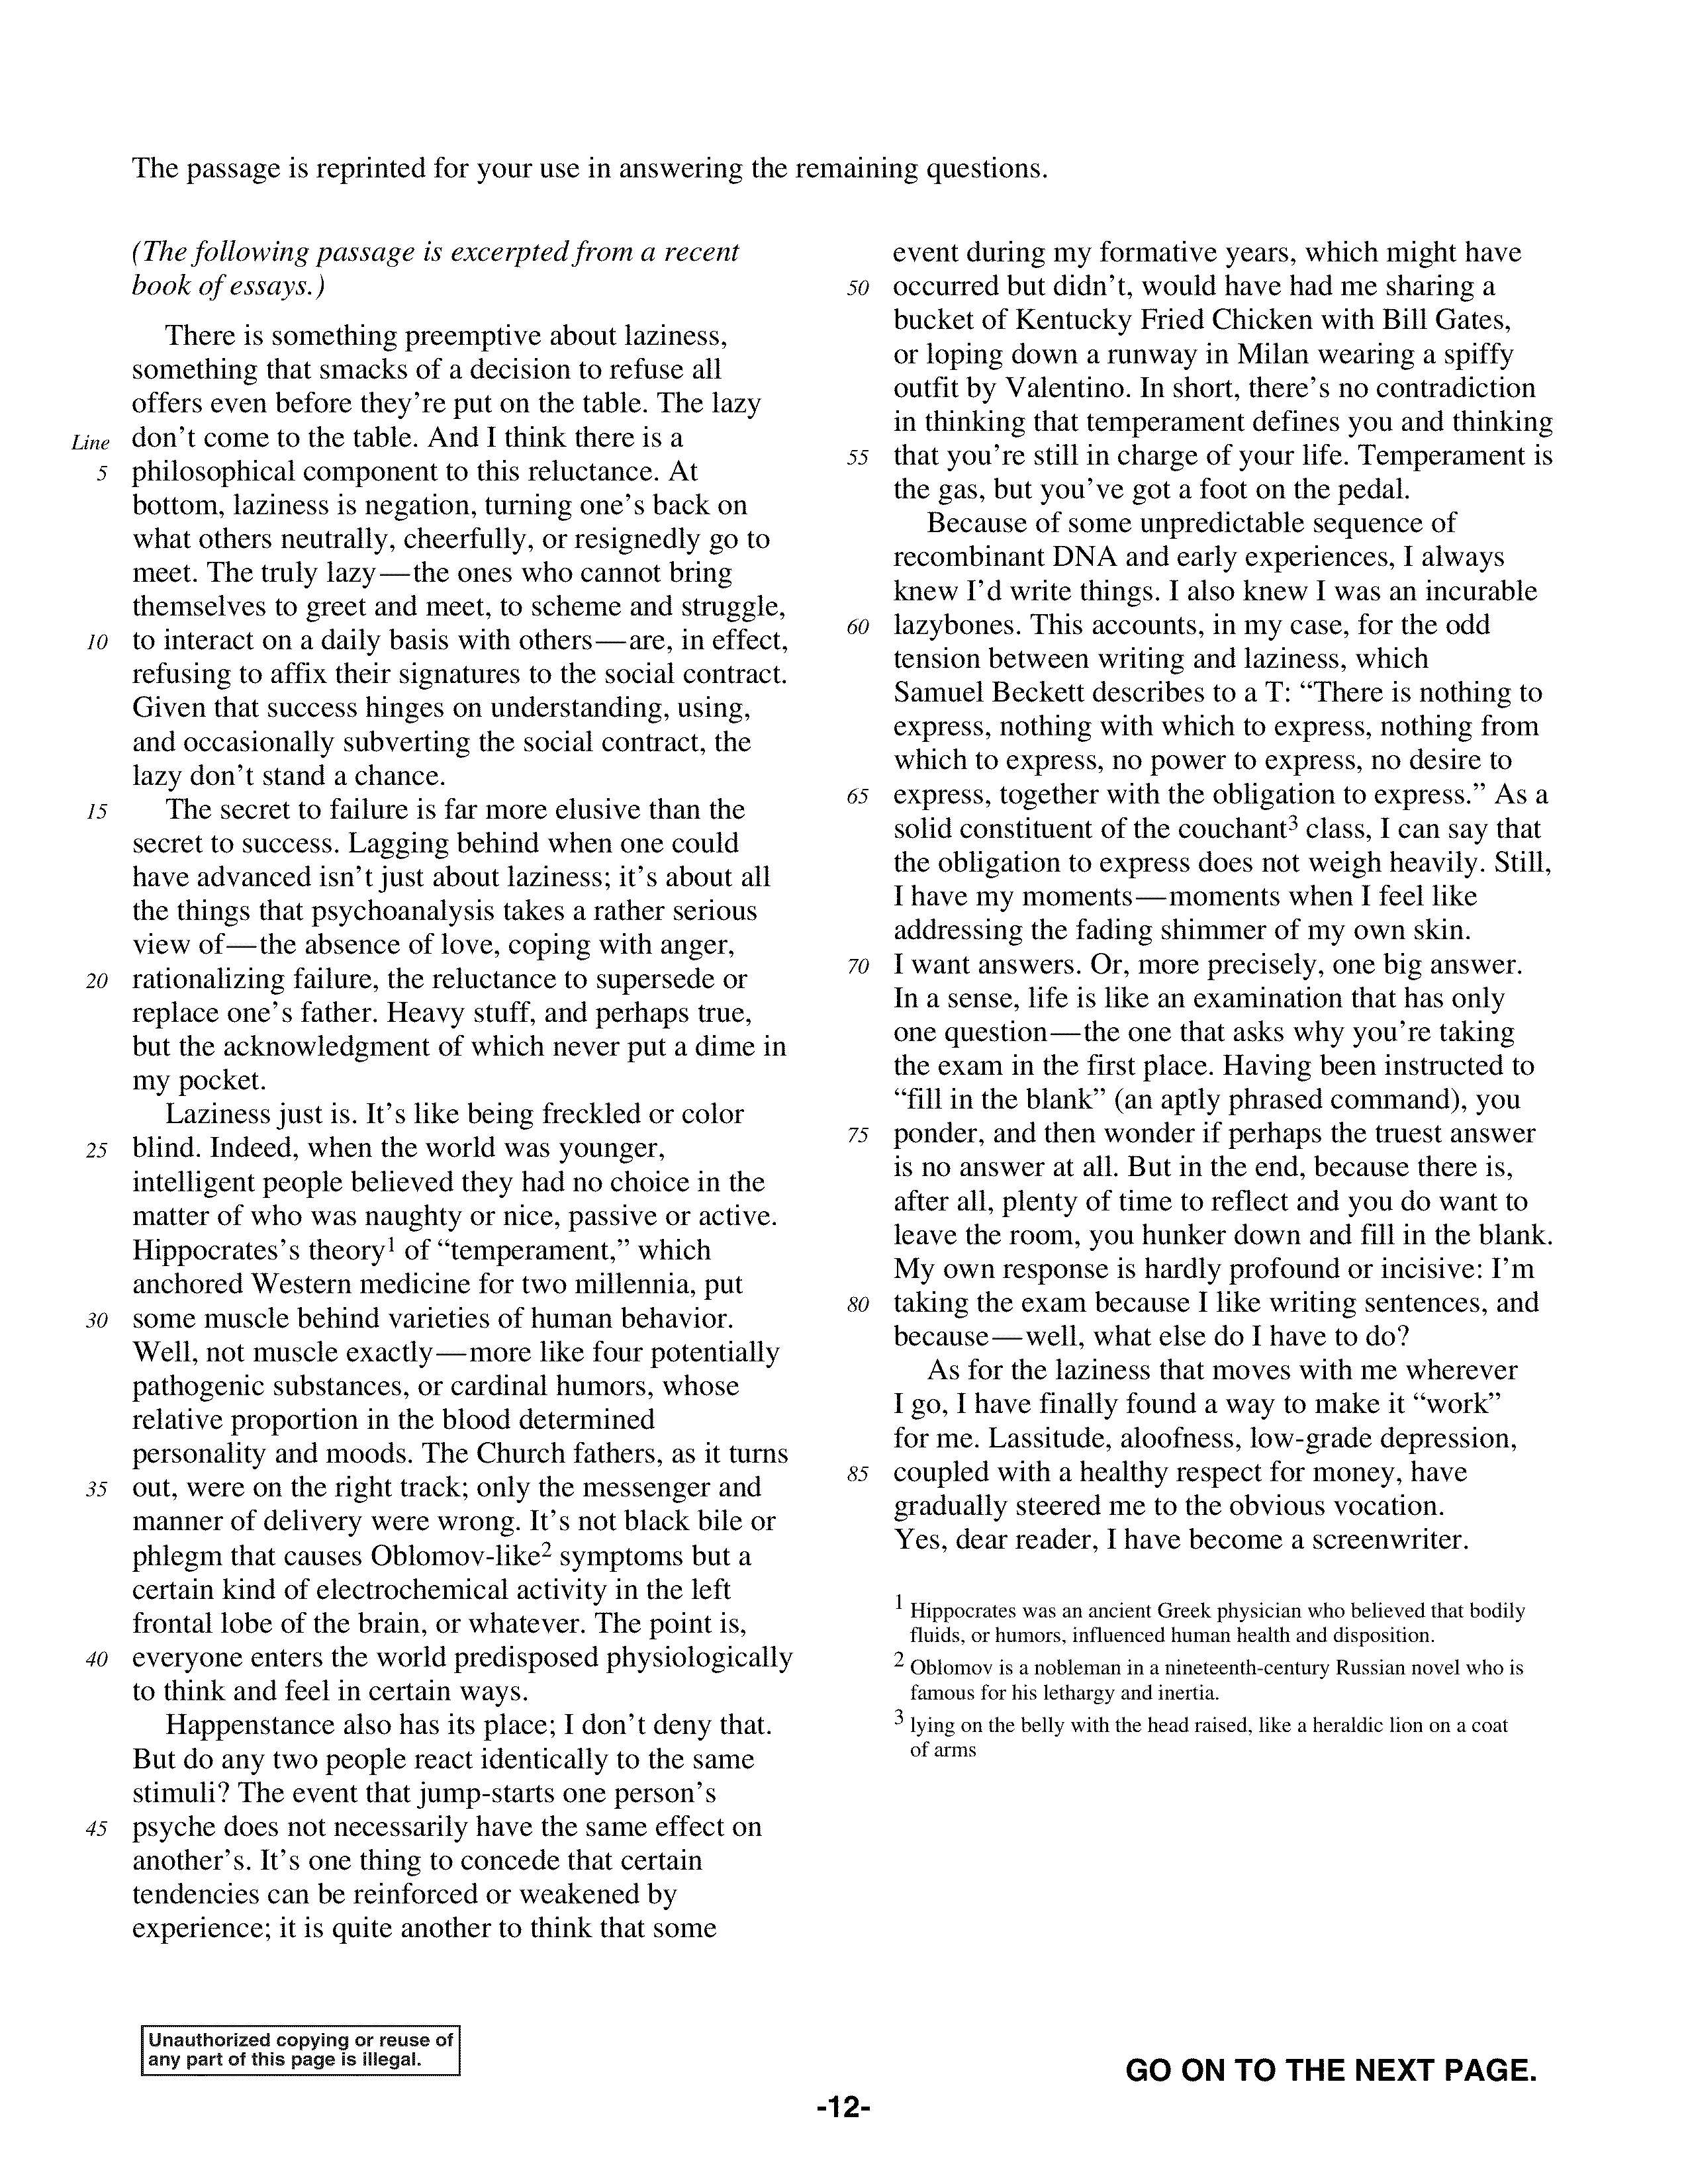 The passage is reprinted for your use in answering the remaining questions.
(The following passage is excerpted from a recent
book of essays.)
There is something preemptive about laziness,
something that smacks of a decision to refuse all
offers even before they're put on the table. The lazy
Line don't come to the table. And I think there is a
5 philosophical component to this reluctance. At
bottom, laziness is negation, turning one's back on
what others neutrally, cheerfully, or resignedly go to
meet. The truly lazy—the ones who cannot bring
themselves to greet and meet, to scheme and struggle,
10 to interact on a daily basis with others—are, in effect,
refusing to affix their signatures to the social contract.
Given that success hinges on understanding, using,
and occasionally subverting the social contract, the
lazy don't stand a chance.
15 The secret to failure is far more elusive than the
secret to success. Lagging behind when one could
have advanced isn't just about laziness; it's about all
the things that psychoanalysis takes a rather serious
view of—the absence of love, coping with anger,
20 rationalizing failure, the reluctance to supersede or
replace one's father. Heavy stuff, and perhaps true,
but the acknowledgment of which never put a dime in
my pocket.
Laziness just is. It's like being freckled or color
25 blind. Indeed, when the world was younger,
intelligent people believed they had no choice in the
matter of who was naughty or nice, passive or active.
Hippocrates's theory1 of “temperament,” which
anchored Western medicine for two millennia, put
30 some muscle behind varieties of human behavior.
Well, not muscle exactly—more like four potentially
pathogenic substances, or cardinal humors, whose
relative proportion in the blood determined
personality and moods. The Church fathers, as it turns
35 out, were on the right track; only the messenger and
manner of delivery were wrong. It's not black bile or
phlegm that causes Oblomov-like2 symptoms but a
certain kind of electrochemical activity in the left
frontal lobe of the brain, or whatever. The point is,
40 everyone enters the world predisposed physiologically
to think and feel in certain ways.
Happenstance also has its place; I don't deny that.
But do any two people react identically to the same
stimuli? The event that jump-starts one person's
45 psyche does not necessarily have the same effect on
another's. It's one thing to concede that certain
tendencies can be reinforced or weakened by
experience; it is quite another to think that some
event during my formative years, which might have
50 occurred but didn't, would have had me sharing a
bucket of Kentucky Fried Chicken with Bill Gates,
or loping down a runway in Milan wearing a spiffy
outfit by Valentino. In short, there's no contradiction
in thinking that temperament defines you and thinking
55 that you're still in charge of your life. Temperament is
the gas, but you've got a foot on the pedal.
Because of some unpredictable sequence of
recombinant DNA and early experiences, I always
knew I'd write things. I also knew I was an incurable
60 lazybones. This accounts, in my case, for the odd
tension between writing and laziness, which
Samuel Beckett describes to a T: “There is nothing to
express, nothing with which to express, nothing from
which to express, no power to express, no desire to
65 express, together with the obligation to express.” As a
solid constituent of the couchant3 class, I can say that
the obligation to express does not weigh heavily. Still,
I have my moments—moments when I feel like
addressing the fading shimmer of my own skin.
70 I want answers. Or, more precisely, one big answer.
In a sense, life is like an examination that has only
one question—the one that asks why you're taking
the exam in the first place. Having been instructed to
“fill in the blank” (an aptly phrased command), you
75 ponder, and then wonder if perhaps the truest answer
is no answer at all. But in the end, because there is,
after all, plenty of time to reflect and you do want to
leave the room, you hunker down and fill in the blank.
My own response is hardly profound or incisive: I'm
80 taking the exam because I like writing sentences, and
because—well, what else do I have to do?
As for the laziness that moves with me wherever
I go, I have finally found a way to make it “work”
for me. Lassitude, aloofness, low-grade depression,
85 coupled with a healthy respect for money, have
gradually steered me to the obvious vocation.
Yes, dear reader, I have become a screenwriter.
1 Hippocrates was an ancient Greek physician who believed that bodily
fluids, or humors, influenced human health and disposition.
2 Oblomov is a nobleman in a nineteenth-century Russian novel who is
famous for his lethargy and inertia.
3 lying on the belly with the head raised, like a heraldic lion on a coat
of arms
Unauthorized copying or reuse of
any part of this page is illegal.
GO ON TO THE NEXT PAGE.
-12-